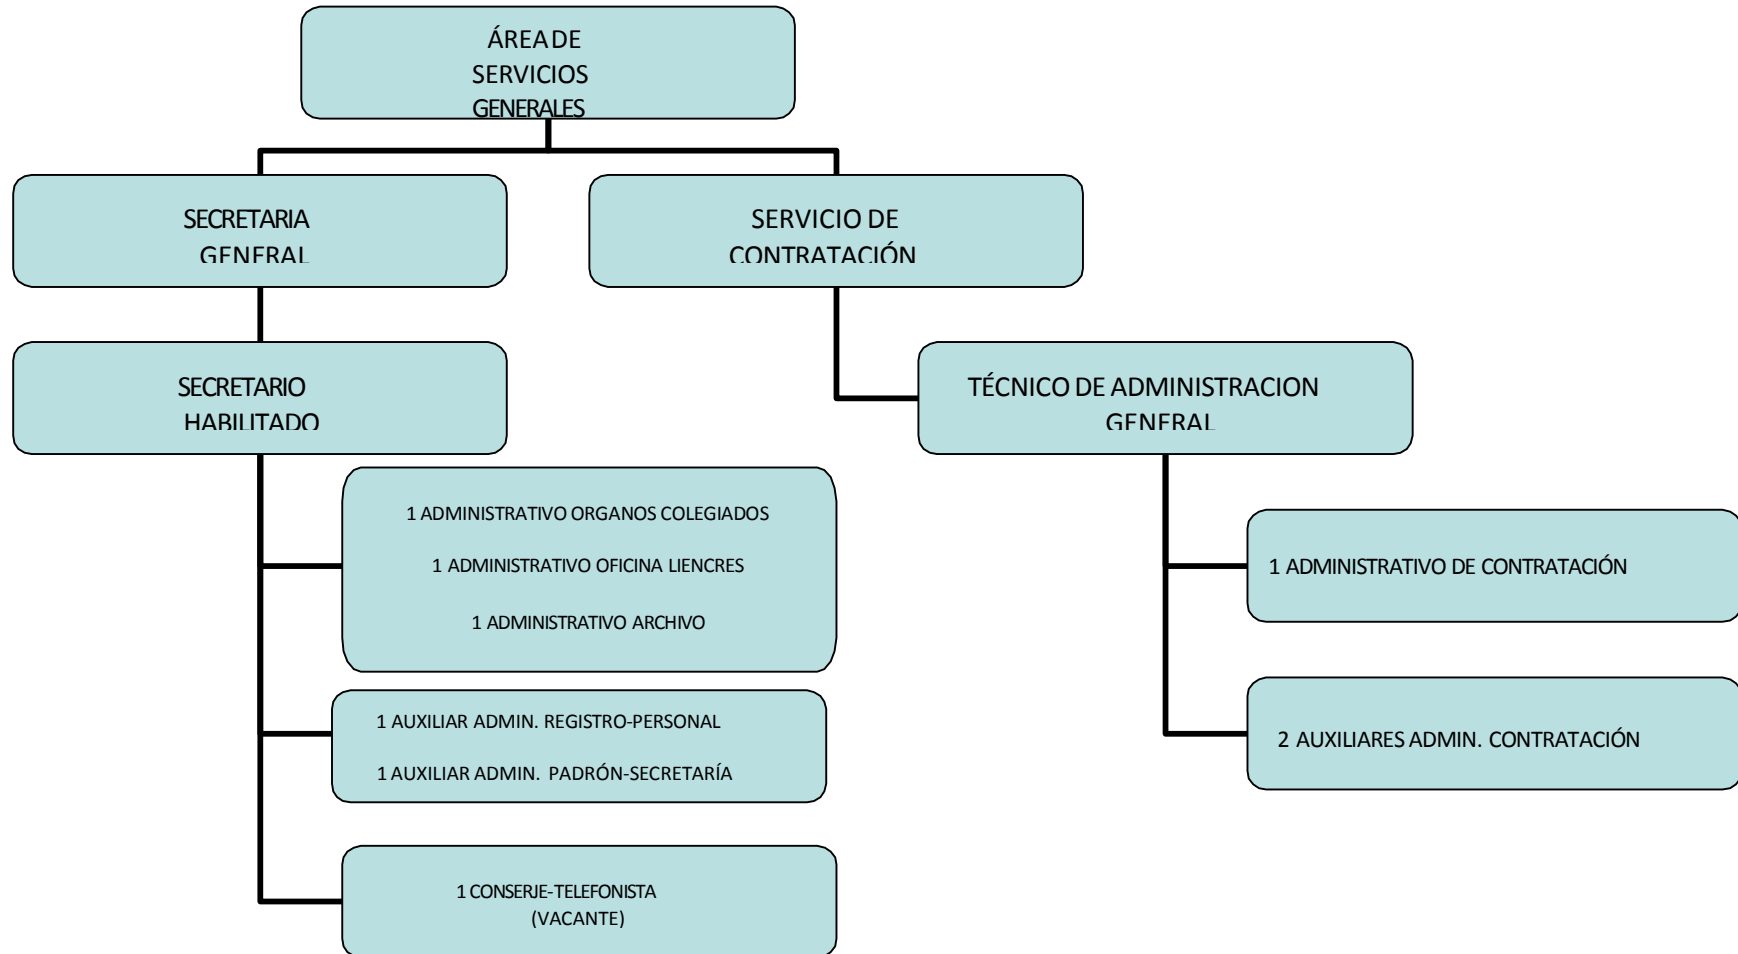 ÁREA DE
SERVICIOS
GENERALES
SECRETARIA
GENERAL
SERVICIO DE
CONTRATACIÓN
SECRETARIO
HABILITADO
TÉCNICO DE ADMINISTRACION
GENERAL
1 ADMINISTRATIVO ORGANOS COLEGIADOS
1 ADMINISTRATIVO OFICINA LIENCRES
1 ADMINISTRATIVO ARCHIVO
1 ADMINISTRATIVO DE CONTRATACIÓN
1 AUXILIAR ADMIN. REGISTRO-PERSONAL
1 AUXILIAR ADMIN. PADRÓN-SECRETARÍA
2 AUXILIARES ADMIN. CONTRATACIÓN
1 CONSERJE-TELEFONISTA
(VACANTE)